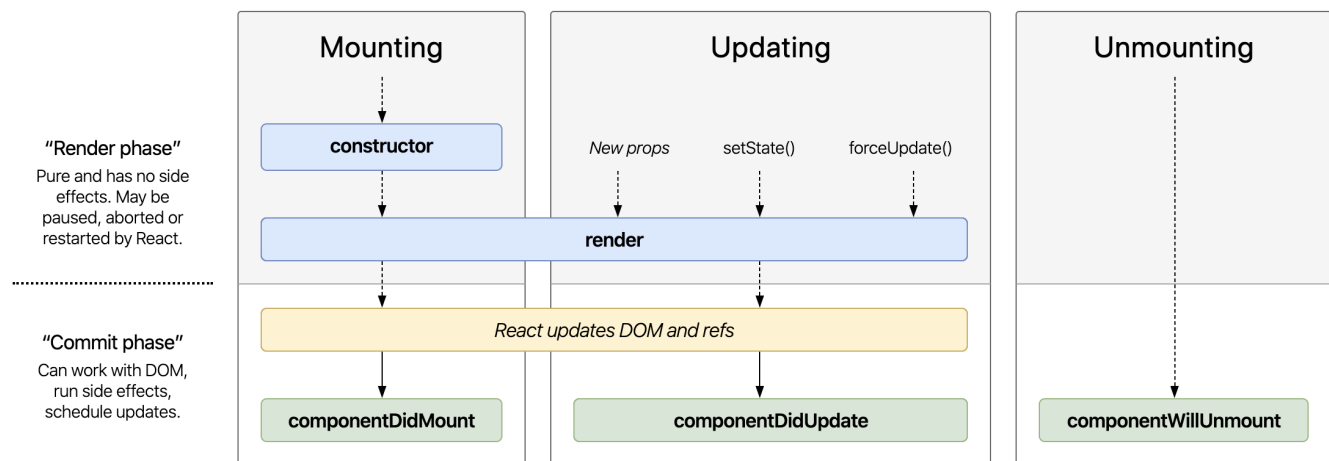 Mounting
Updating
Unmounting
“Render phase”
Pure and has no side
effects. May be
paused, aborted or
restarted by React.
constructor
New props
setState()
forceUpdate()
render
“Commit phase”
Can work with DOM,
run side effects,
schedule updates.
React updates DOM and refs
componentDidMount
componentDidUpdate
componentWillUnmount